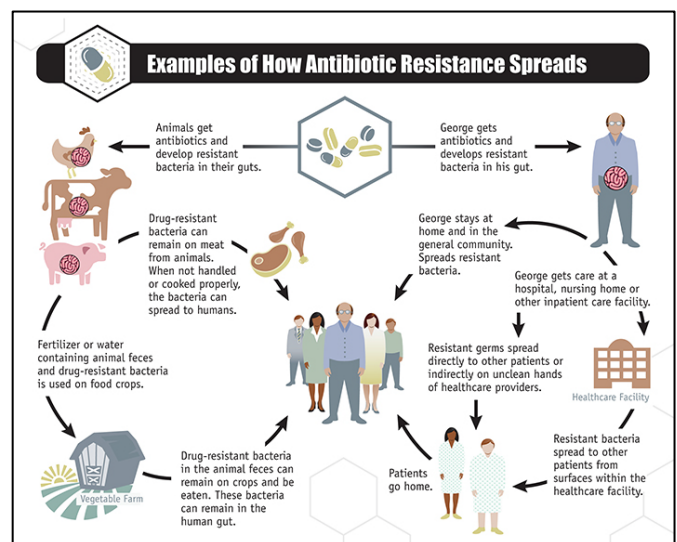 Examples of How Antibiotic Resistance Spreads
Animals get
antibiotics and
develop resistant
bacteria in their guts.
George gets
antibiotics and
develops resistant
bacteria in his gut.
Drug-resistant
bacteria can
remain on meat
from animals.
When not handled
or cooked properly,
the bacteria can
spread to humans.
George stays at
home and in the
general community.
Spreads resistant
bacteria.
George gets care at a
hospital, nursing home or
other inpatient care facility.
Fertilizer or water
containing animal feces
and drug-resistant bacteria
is used on food crops.
Resistant germs spread
directly to other patients or
indirectly on unclean hands
of healthcare providers.
Healthcare Facility
Vegetable Farm
Drug-resistant bacteria
in the animal feces can
remain on crops and be
eaten. These bacteria
can remain in the
human gut.
Patients
go home.
Resistant bacteria
spread to other
patients from
surfaces within the
healthcare facility.